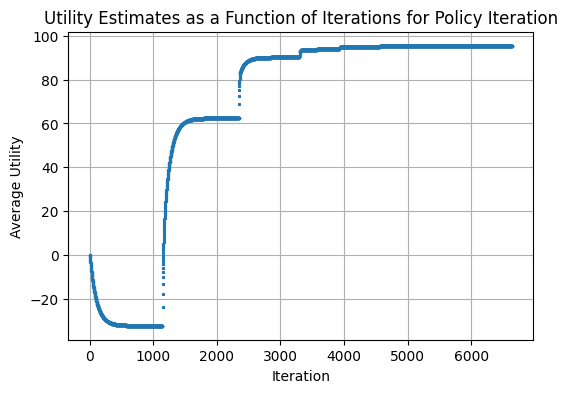 Utility Estimates as a Function of Iterations for Policy Iteration
100
80
60
40
20
0
−20
Average Utility
0 1000 2000 3000 4000 5000 6000
Iteration